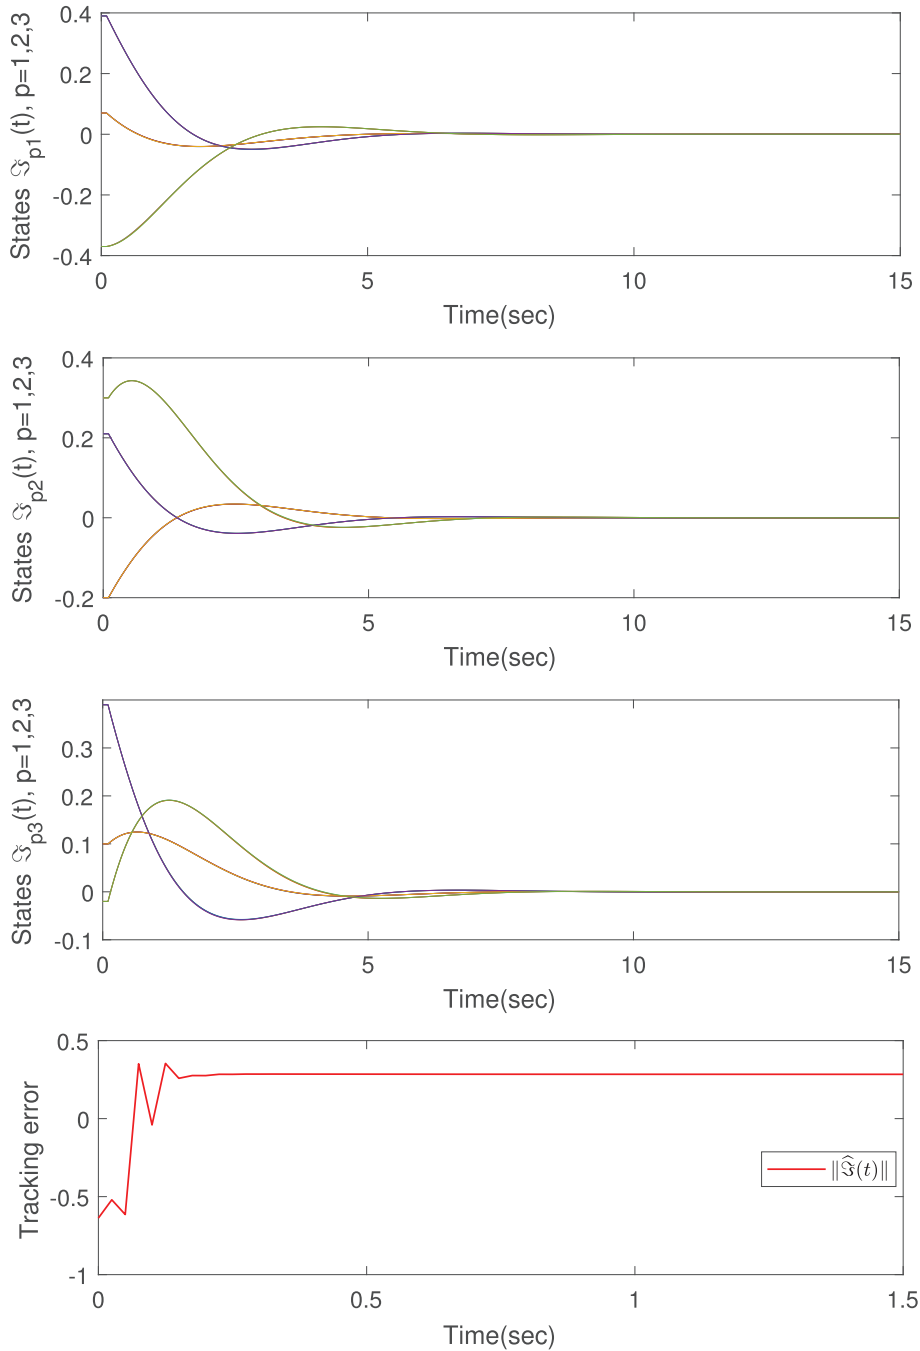 States ℑp1(t), p=1,2,3
0.4
0.2
0
-0.2
-0.4
0 5 10 15
Time(sec)
States ℑp2(t), p=1,2,3
0.4
0.2
0
-0.2
0 5 10 15
Time(sec)
States ℑp3(t), p=1,2,3
0.3
0.2
0.1
0
-0.1
0 5 10 15
Time(sec)
Tracking error
0.5
0
-0.5
-1
‖ℑ̂(t)‖
0 0.5 1 1.5
Time(sec)